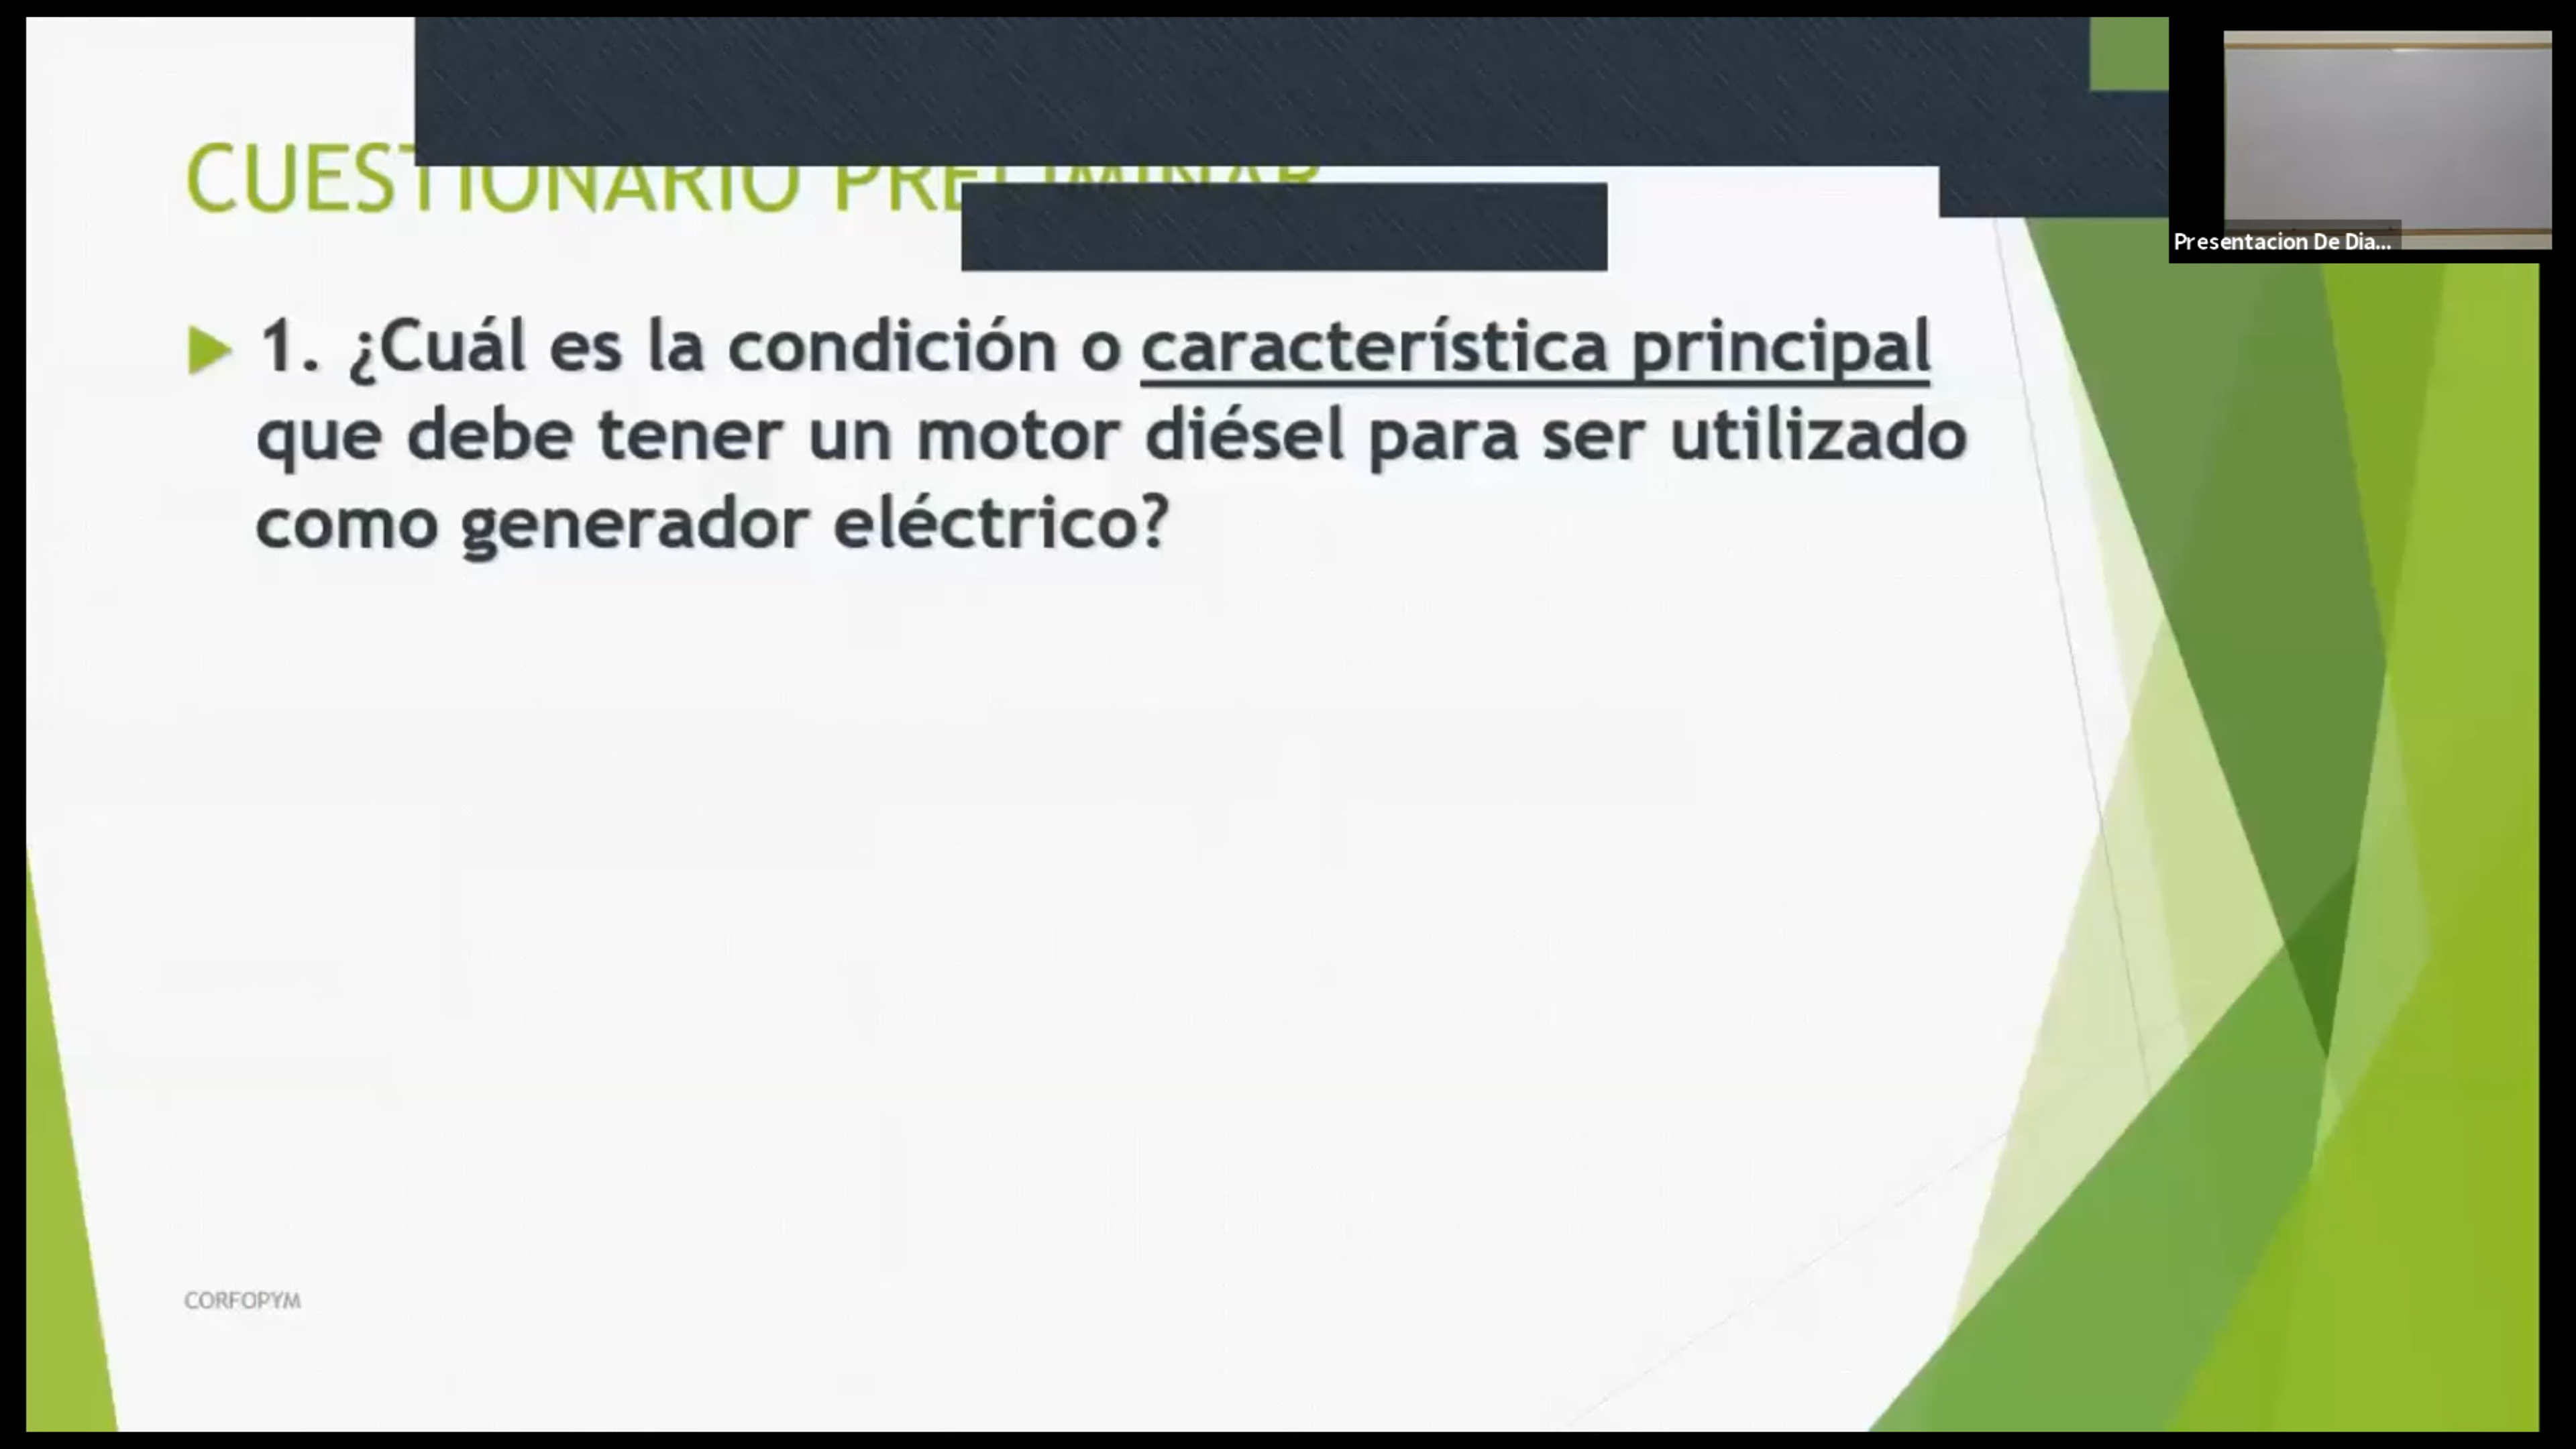 CUESTIONARIO PRELIMINAR
1. ¿Cuál es la condición o característica principal
que debe tener un motor diésel para ser utilizado
como generador eléctrico?
CORFOPYM
Presentacion De Dia...